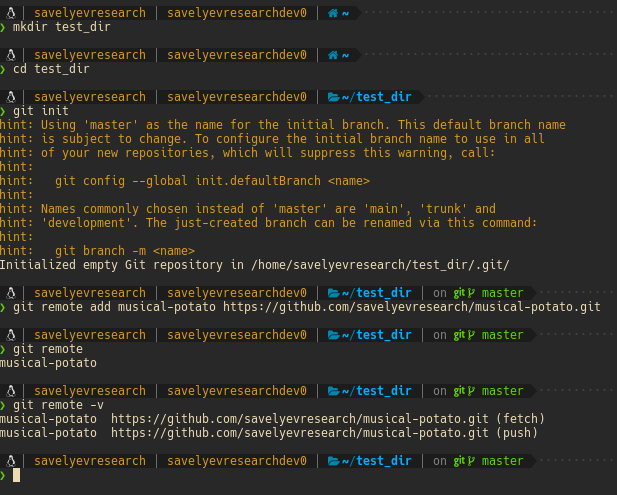 savelyevresearch | savelyevresearchdev0 | ~
❯ mkdir test_dir
savelyevresearch | savelyevresearchdev0 | ~
❯ cd test_dir
savelyevresearch | savelyevresearchdev0 | ~/test_dir
❯ git init
hint: Using 'master' as the name for the initial branch. This default branch name
hint: is subject to change. To configure the initial branch name to use in all
hint: of your new repositories, which will suppress this warning, call:
hint:
hint:   git config --global init.defaultBranch <name>
hint:
hint: Names commonly chosen instead of 'master' are 'main', 'trunk' and
hint: 'development'. The just-created branch can be renamed via this command:
hint:
hint:   git branch -m <name>
Initialized empty Git repository in /home/savelyevresearch/test_dir/.git/
savelyevresearch | savelyevresearchdev0 | ~/test_dir | on git master
❯ git remote add musical-potato https://github.com/savelyevresearch/musical-potato.git
savelyevresearch | savelyevresearchdev0 | ~/test_dir | on git master
❯ git remote
musical-potato
savelyevresearch | savelyevresearchdev0 | ~/test_dir | on git master
❯ git remote -v
musical-potato  https://github.com/savelyevresearch/musical-potato.git (fetch)
musical-potato  https://github.com/savelyevresearch/musical-potato.git (push)
savelyevresearch | savelyevresearchdev0 | ~/test_dir | on git master
❯